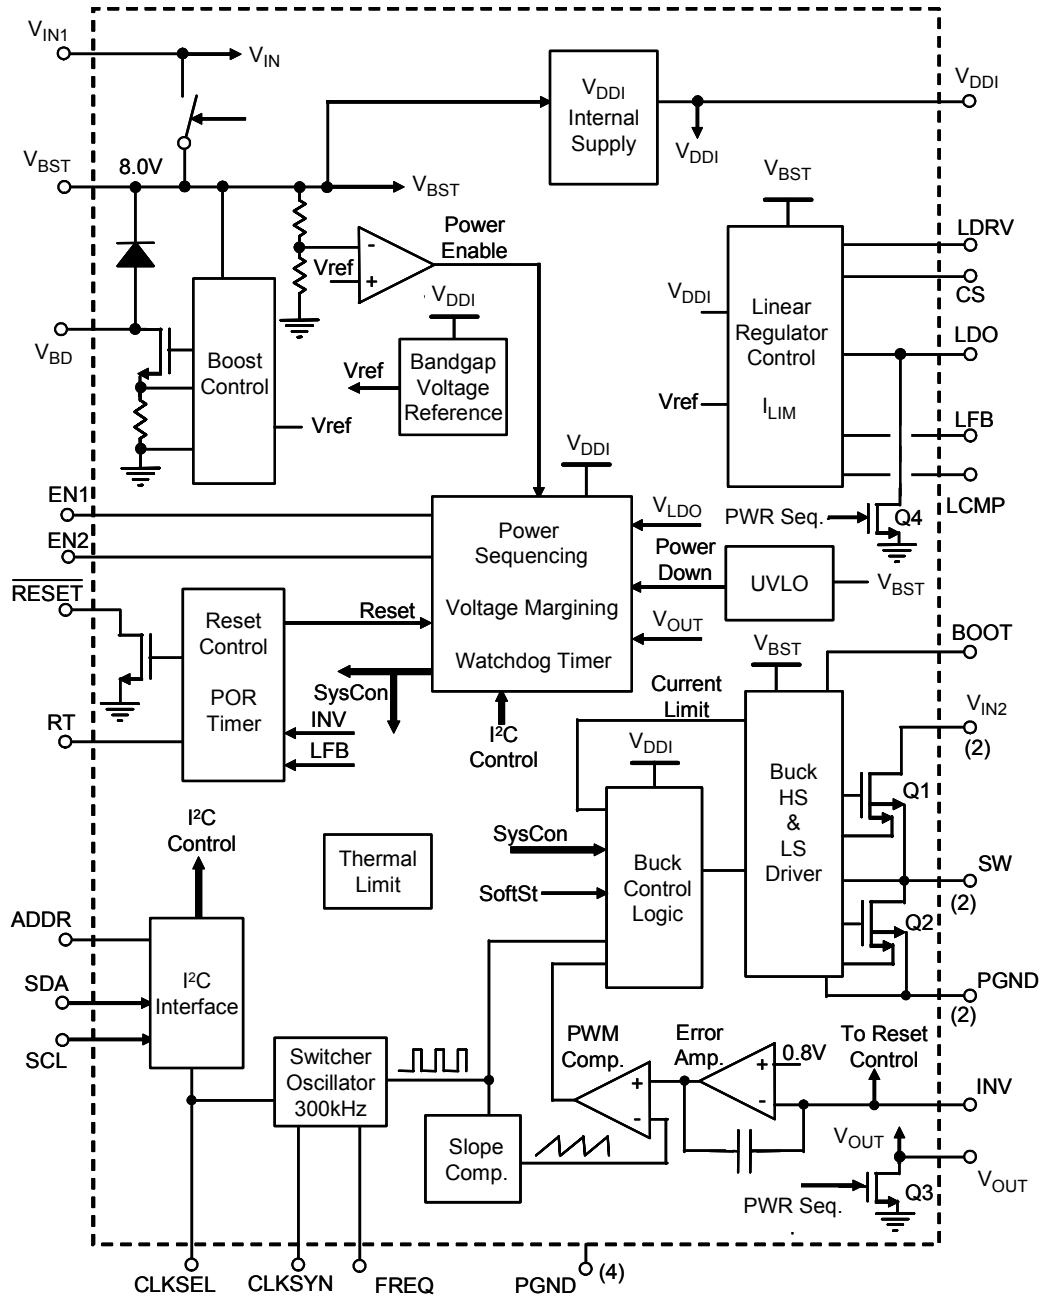 VIN1
VIN
VDDI
VDDI
Internal
Supply
VDDI
VBST
8.0V
VBST
VBST
Power
Enable
-
Vref
+
LDRV
CS
VDDI
VDDI
Linear
Regulator
Control
ILIM
LDO
VBD
Boost
Control
Vref
Bandgap
Voltage
Reference
Vref
Vref
LFB
VDDI
EN1
LCMP
PWR Seq.
Q4
EN2
Power
Sequencing
Voltage Margining
Watchdog Timer
VLDO
Power
Down
UVLO
VBST
VOUT
RESET
Reset Control
POR
Timer
Reset
SysCon
RT
INV
LFB
I²C
Control
Current
Limit
VBST
BOOT
VIN2
(2)
VDDI
Buck
HS
&
LS
Driver
Q1
I²C
Control
Thermal
Limit
SysCon
SoftSt
Buck
Control
Logic
SW
(2)
Q2
ADDR
SDA
SCL
I²C
Interface
PGND
(2)
Switcher
Oscillator
300kHz
PWM
Comp.
Error
Amp.
+
-
+
-
0.8V
To Reset
Control
INV
Slope
Comp.
VOUT
VOUT
PWR Seq.
Q3
CLKSEL
CLKSYN
FREQ
PGND
(4)